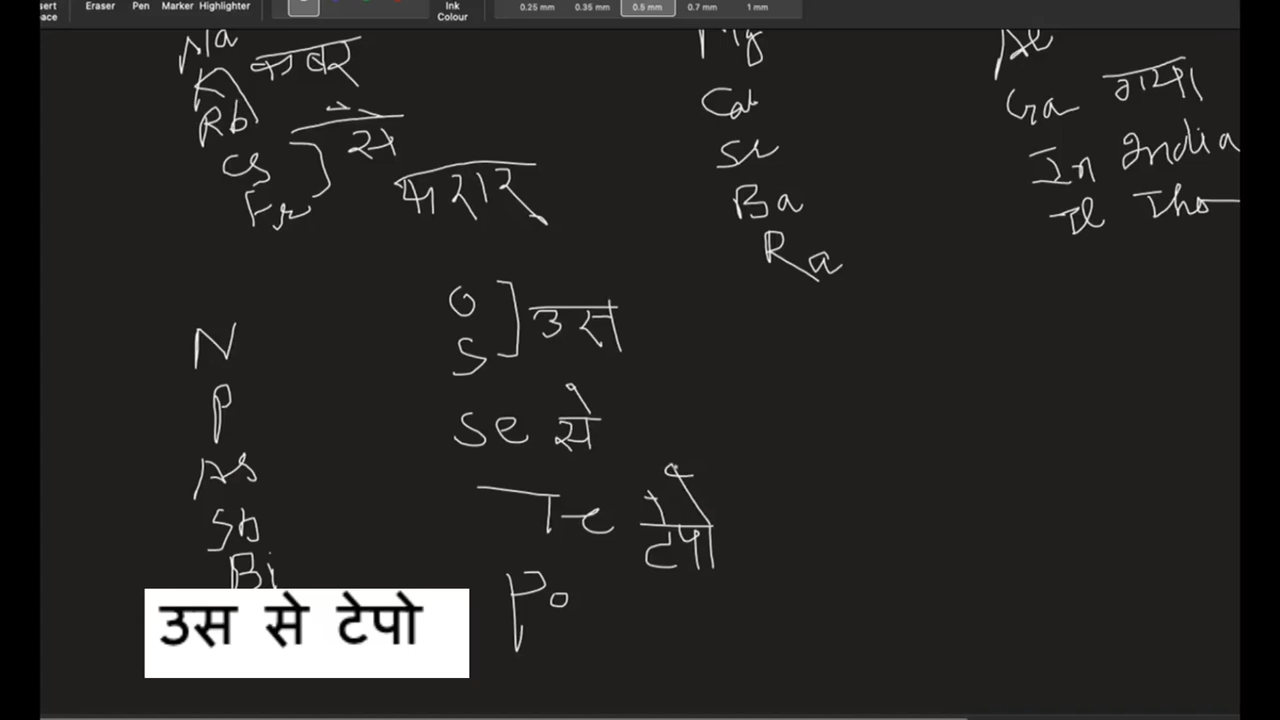 Eraser Pen Marker Highlighter Ink Colour 0.25 mm 0.35 mm 0.5 mm 0.7 mm 1 mm
Na
K
Rb
Cs
Fr
फरार
Mg
Ca
Sr
Ba
Ra
Al
Ga गया
In India
Tl
N
P
As
Sb
Bi
O
S
उस
Se से
Te टेपो
Po
उस से टेपो